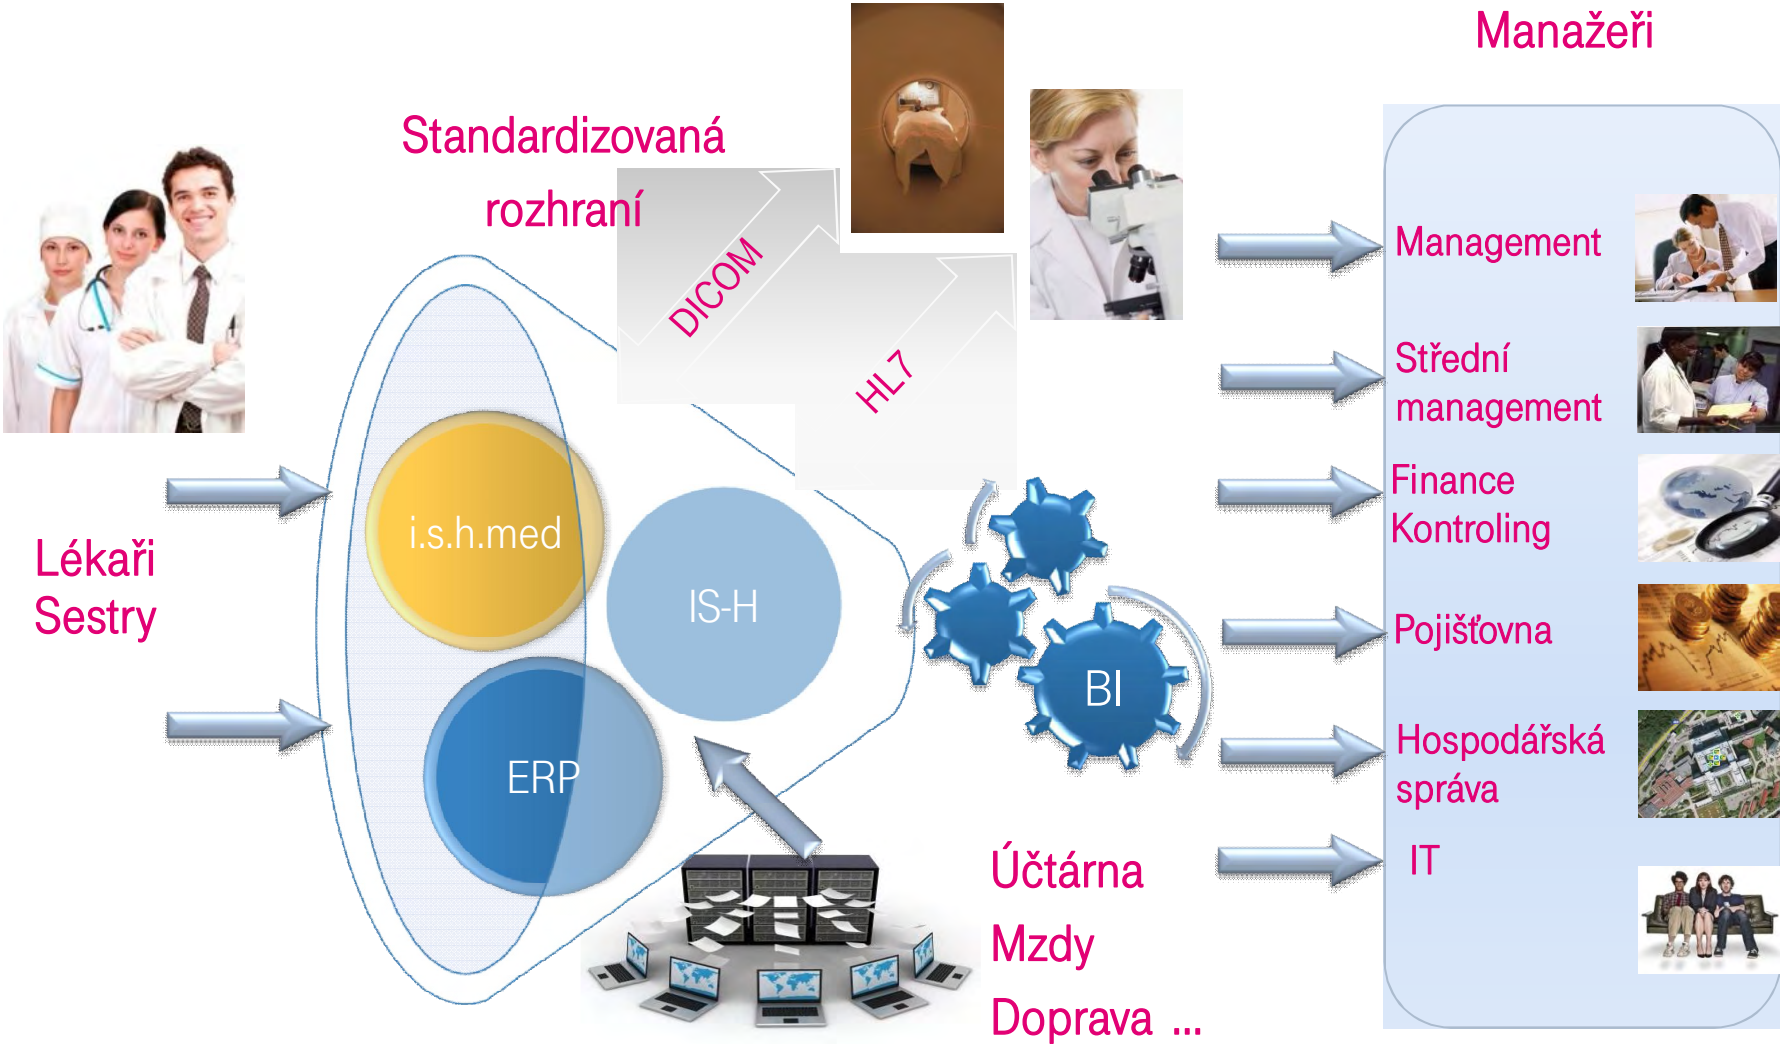 Manažeři
Standardizovaná
rozhraní
DICOM
HL7
Lékaři
Sestry
i.s.h.med
IS-H
ERP
BI
Účtárna
Mzdy
Doprava ...
Management
Střední
management
Finance
Kontroling
Pojišťovna
Hospodářská
správa
IT